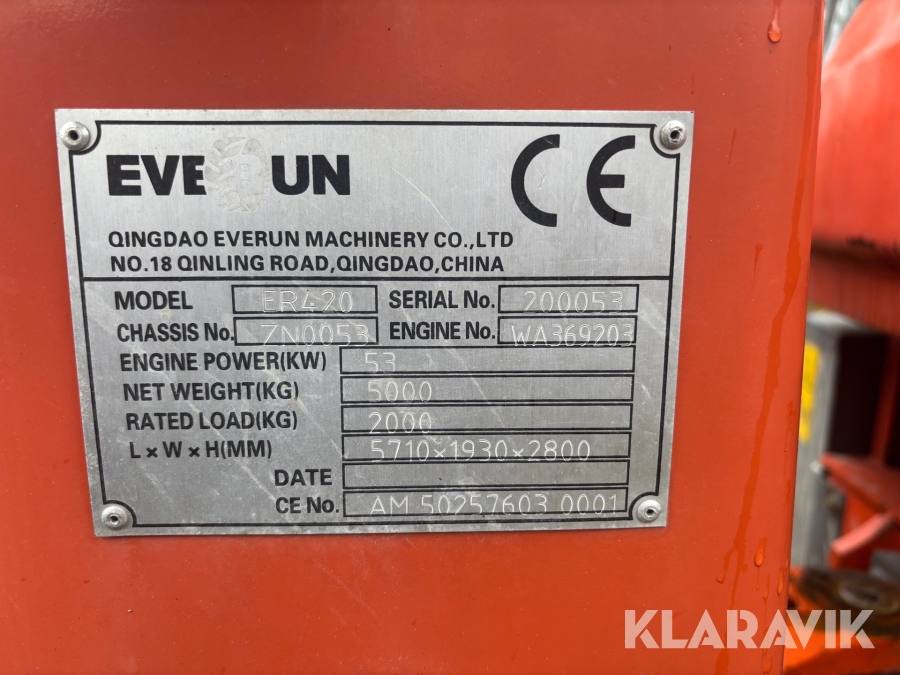 EVERUN CE
QINGDAO EVERUN MACHINERY CO.,LTD
NO.18 QINLING ROAD,QINGDAO,CHINA
MODEL ER420 SERIAL No. 200053
CHASSIS No. ZN0053 ENGINE No. WA369203
ENGINE POWER(KW) 53
NET WEIGHT(KG) 5000
RATED LOAD(KG) 2000
L×W×H(MM) 5710×1930×2800
DATE
CE No. AM 50257603 0001
KLARAVIK